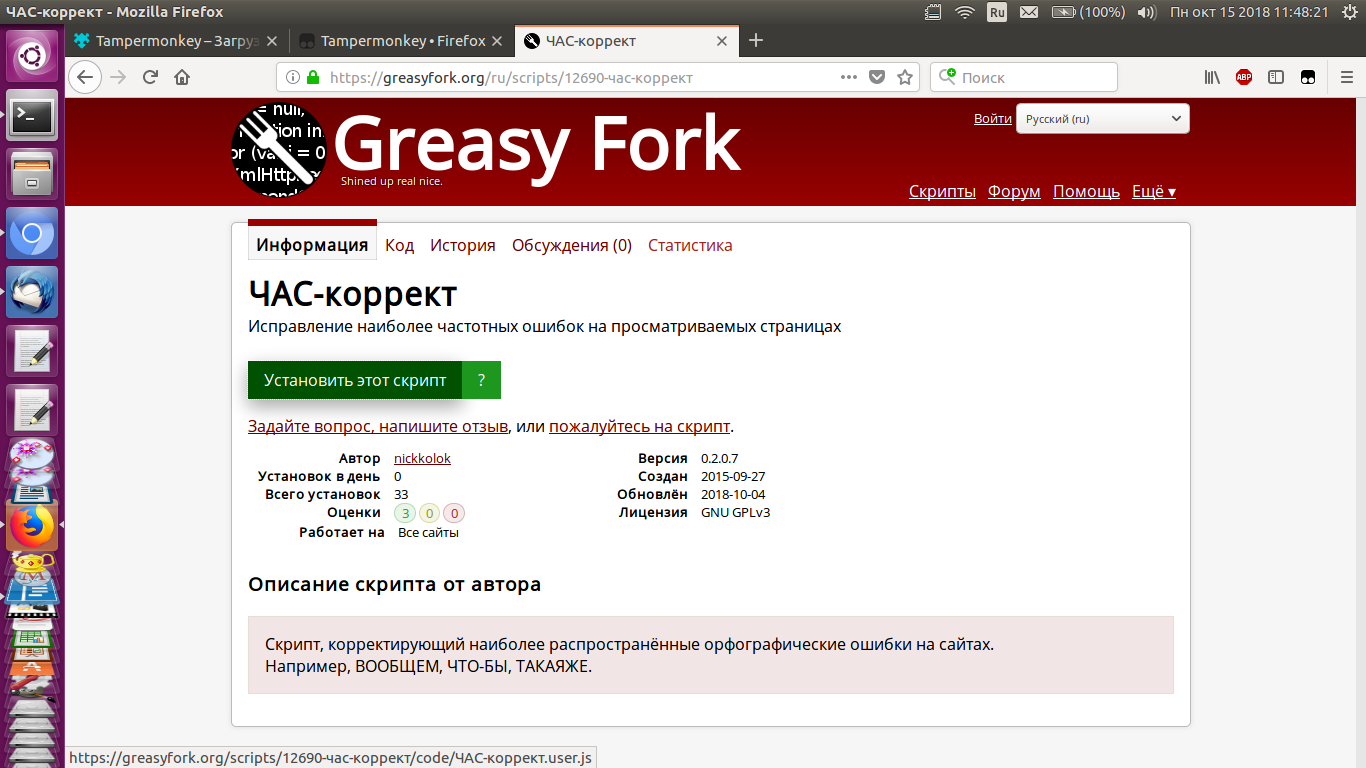 ЧАС-коррект - Mozilla Firefox
Ru
(100%)
Пн окт 15 2018 11:48:21
Tampermonkey – Загруз
Tampermonkey • Firefox
ЧАС-коррект
https://greasyfork.org/ru/scripts/12690-час-коррект
Поиск
ABP
= null,
or (va i = 0
Greasy Fork
Shined up real nice.
Войти
Русский (ru)
Скрипты
Форум
Помощь
Ещё ▾
Информация
Код
История
Обсуждения (0)
Статистика
ЧАС-коррект
Исправление наиболее частотных ошибок на просматриваемых страницах
Установить этот скрипт
?
Задайте вопрос, напишите отзыв, или пожалуйтесь на скрипт.
Автор nickkolok
Установок в день 0
Всего установок 33
Оценки 3 0 0
Работает на Все сайты
Версия 0.2.0.7
Создан 2015-09-27
Обновлён 2018-10-04
Лицензия GNU GPLv3
Описание скрипта от автора
Скрипт, корректирующий наиболее распространённые орфографические ошибки на сайтах.
Например, ВООБЩЕМ, ЧТО-БЫ, ТАКАЯЖЕ.
https://greasyfork.org/scripts/12690-час-коррект/code/ЧАС-коррект.user.js